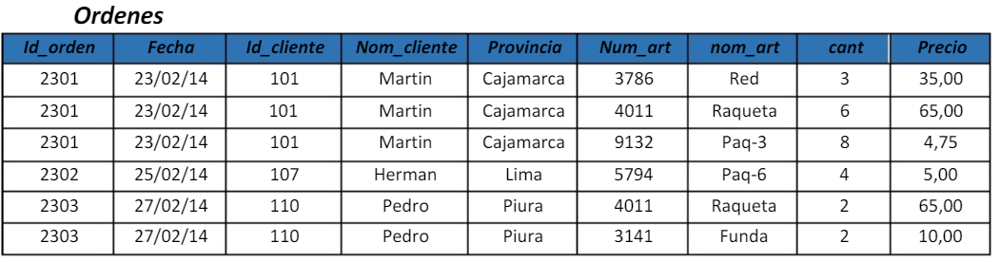 Ordenes
Id_orden Fecha Id_cliente Nom_cliente Provincia Num_art nom_art cant Precio
2301 23/02/14 101 Martin Cajamarca 3786 Red 3 35,00
2301 23/02/14 101 Martin Cajamarca 4011 Raqueta 6 65,00
2301 23/02/14 101 Martin Cajamarca 9132 Paq-3 8 4,75
2302 25/02/14 107 Herman Lima 5794 Paq-6 4 5,00
2303 27/02/14 110 Pedro Piura 4011 Raqueta 2 65,00
2303 27/02/14 110 Pedro Piura 3141 Funda 2 10,00